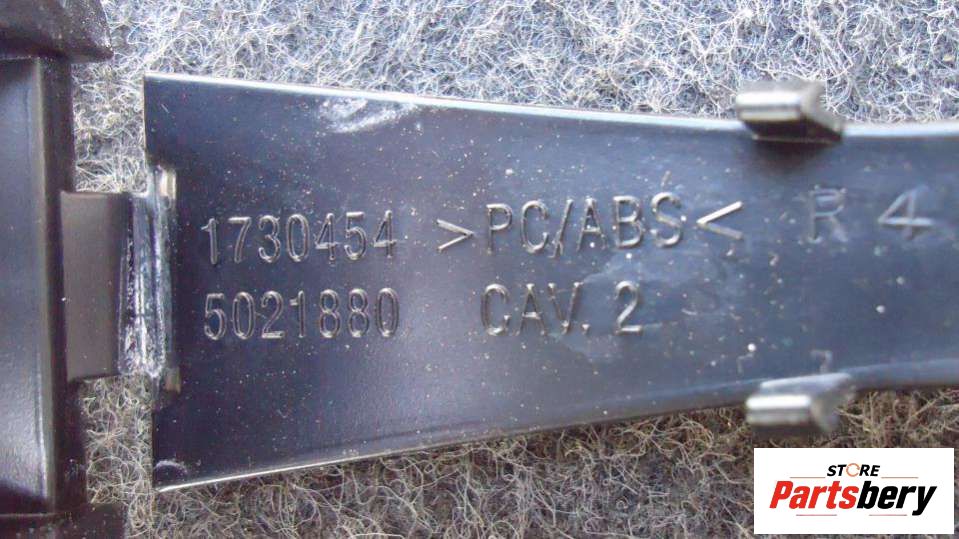 1730454 >PC/ABS< R 4
5021880 CAV. 2
STORE
Partsbery